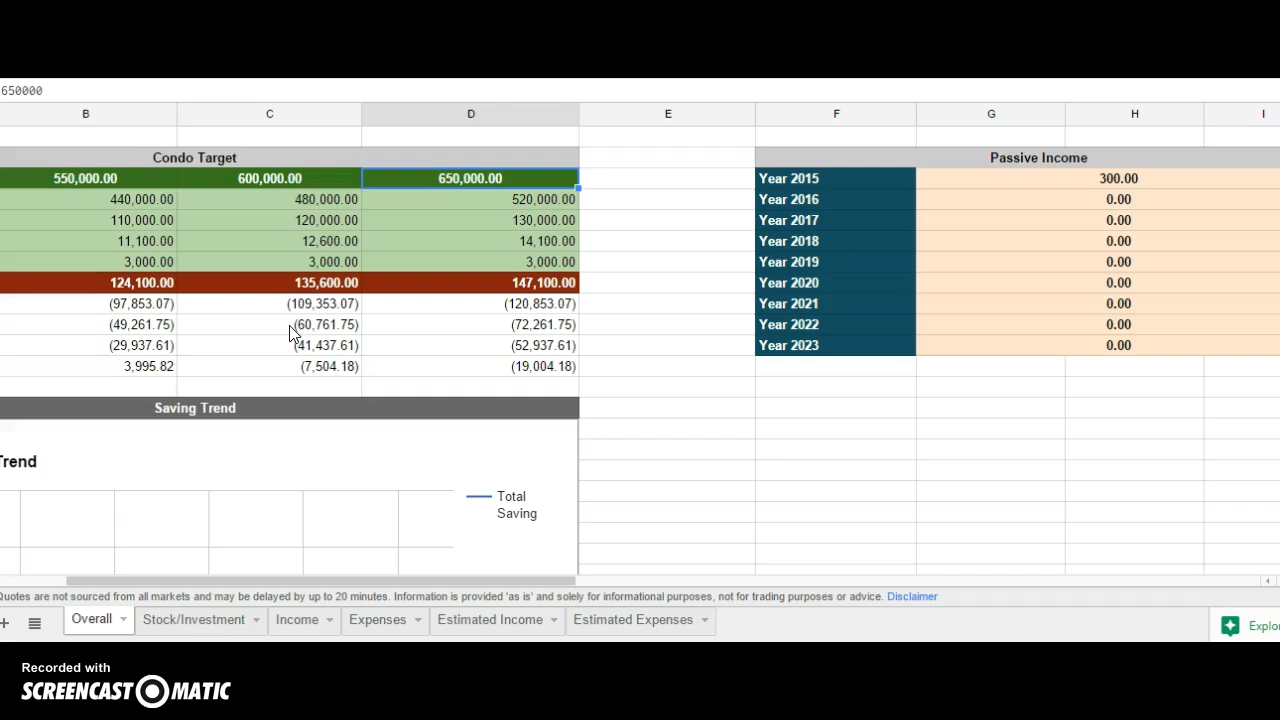 650000
B C D E F G H I
Condo Target Passive Income
550,000.00 600,000.00 650,000.00 Year 2015 300.00
440,000.00 480,000.00 520,000.00 Year 2016 0.00
110,000.00 120,000.00 130,000.00 Year 2017 0.00
11,100.00 12,600.00 14,100.00 Year 2018 0.00
3,000.00 3,000.00 3,000.00 Year 2019 0.00
124,100.00 135,600.00 147,100.00 Year 2020 0.00
(97,853.07) (109,353.07) (120,853.07) Year 2021 0.00
(49,261.75) (60,761.75) (72,261.75) Year 2022 0.00
(29,937.61) (41,437.61) (52,937.61) Year 2023 0.00
3,995.82 (7,504.18) (19,004.18)
Saving Trend
Trend
Total
Saving
Quotes are not sourced from all markets and may be delayed by up to 20 minutes. Information is provided 'as is' and solely for informational purposes, not for trading purposes or advice. Disclaimer
Overall Stock/Investment Income Expenses Estimated Income Estimated Expenses
Explor
Recorded with
SCREENCAST-O-MATIC